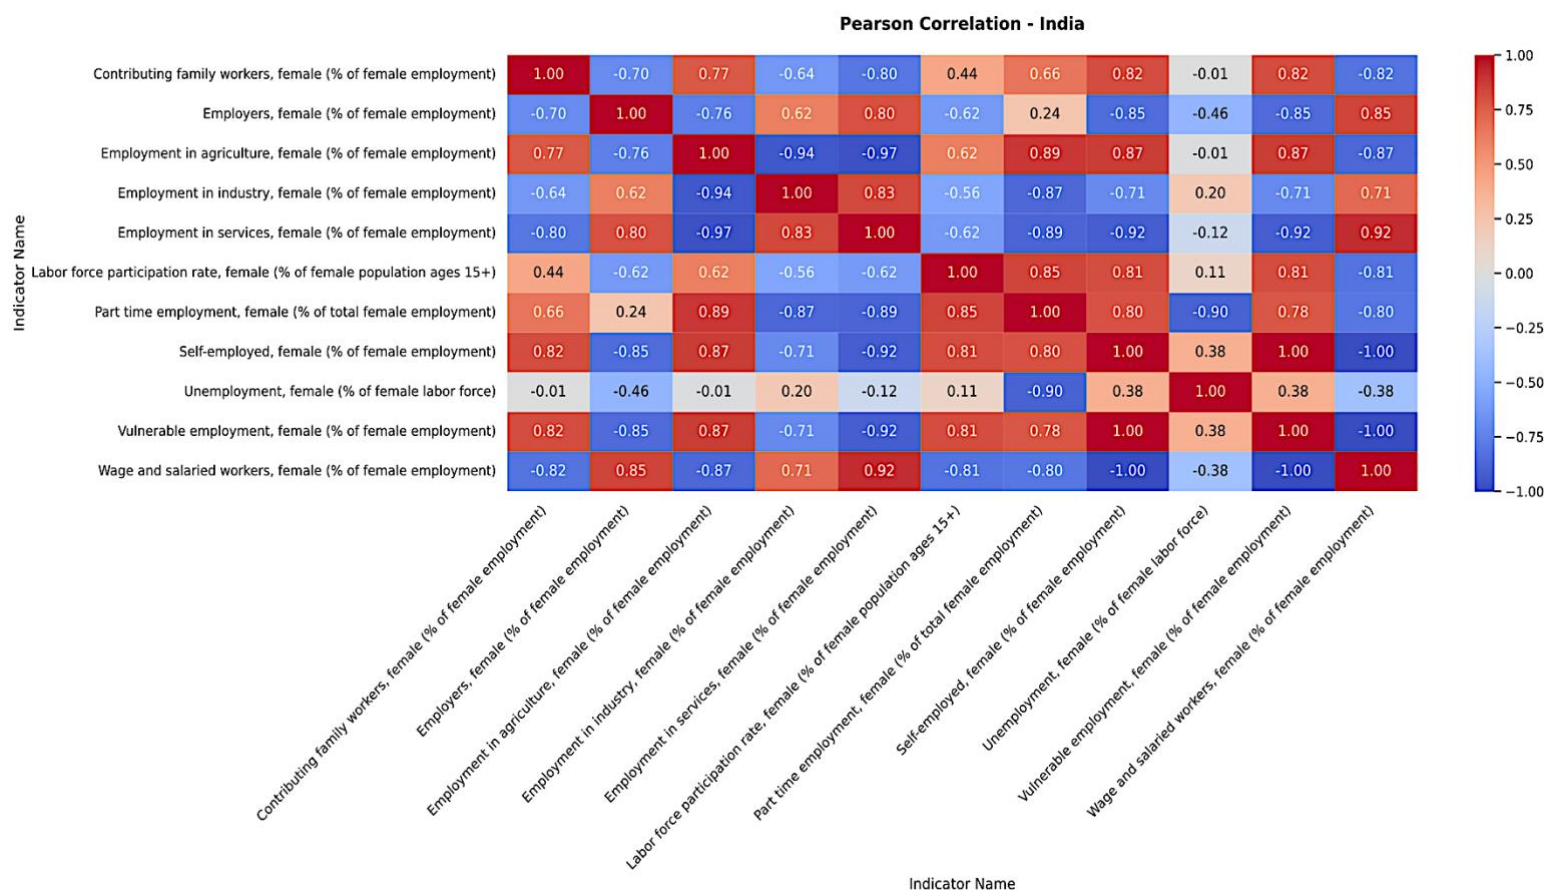 Pearson Correlation - India
Indicator Name
Contributing family workers, female (% of female employment) 1.00 -0.70 0.77 -0.64 -0.80 0.44 0.66 0.82 -0.01 0.82 -0.82
Employers, female (% of female employment) -0.70 1.00 -0.76 0.62 0.80 -0.62 0.24 -0.85 -0.46 -0.85 0.85
Employment in agriculture, female (% of female employment) 0.77 -0.76 1.00 -0.94 -0.97 0.62 0.89 0.87 -0.01 0.87 -0.87
Employment in industry, female (% of female employment) -0.64 0.62 -0.94 1.00 0.83 -0.56 -0.87 -0.71 0.20 -0.71 0.71
Employment in services, female (% of female employment) -0.80 0.80 -0.97 0.83 1.00 -0.62 -0.89 -0.92 -0.12 -0.92 0.92
Labor force participation rate, female (% of female population ages 15+) 0.44 -0.62 0.62 -0.56 -0.62 1.00 0.85 0.81 0.11 0.81 -0.81
Part time employment, female (% of total female employment) 0.66 0.24 0.89 -0.87 -0.89 0.85 1.00 0.80 -0.90 0.78 -0.80
Self-employed, female (% of female employment) 0.82 -0.85 0.87 -0.71 -0.92 0.81 0.80 1.00 0.38 1.00 -1.00
Unemployment, female (% of female labor force) -0.01 -0.46 -0.01 0.20 -0.12 0.11 -0.90 0.38 1.00 0.38 -0.38
Vulnerable employment, female (% of female employment) 0.82 -0.85 0.87 -0.71 -0.92 0.81 0.78 1.00 0.38 1.00 -1.00
Wage and salaried workers, female (% of female employment) -0.82 0.85 -0.87 0.71 0.92 -0.81 -0.80 -1.00 -0.38 -1.00 1.00
1.00
0.75
0.50
0.25
0.00
−0.25
−0.50
−0.75
−1.00
Contributing family workers, female (% of female employment)
Employers, female (% of female employment)
Employment in agriculture, female (% of female employment)
Employment in industry, female (% of female employment)
Employment in services, female (% of female employment)
Labor force participation rate, female (% of female population ages 15+)
Part time employment, female (% of total female employment)
Self-employed, female (% of female employment)
Unemployment, female (% of female labor force)
Vulnerable employment, female (% of female employment)
Wage and salaried workers, female (% of female employment)
Indicator Name